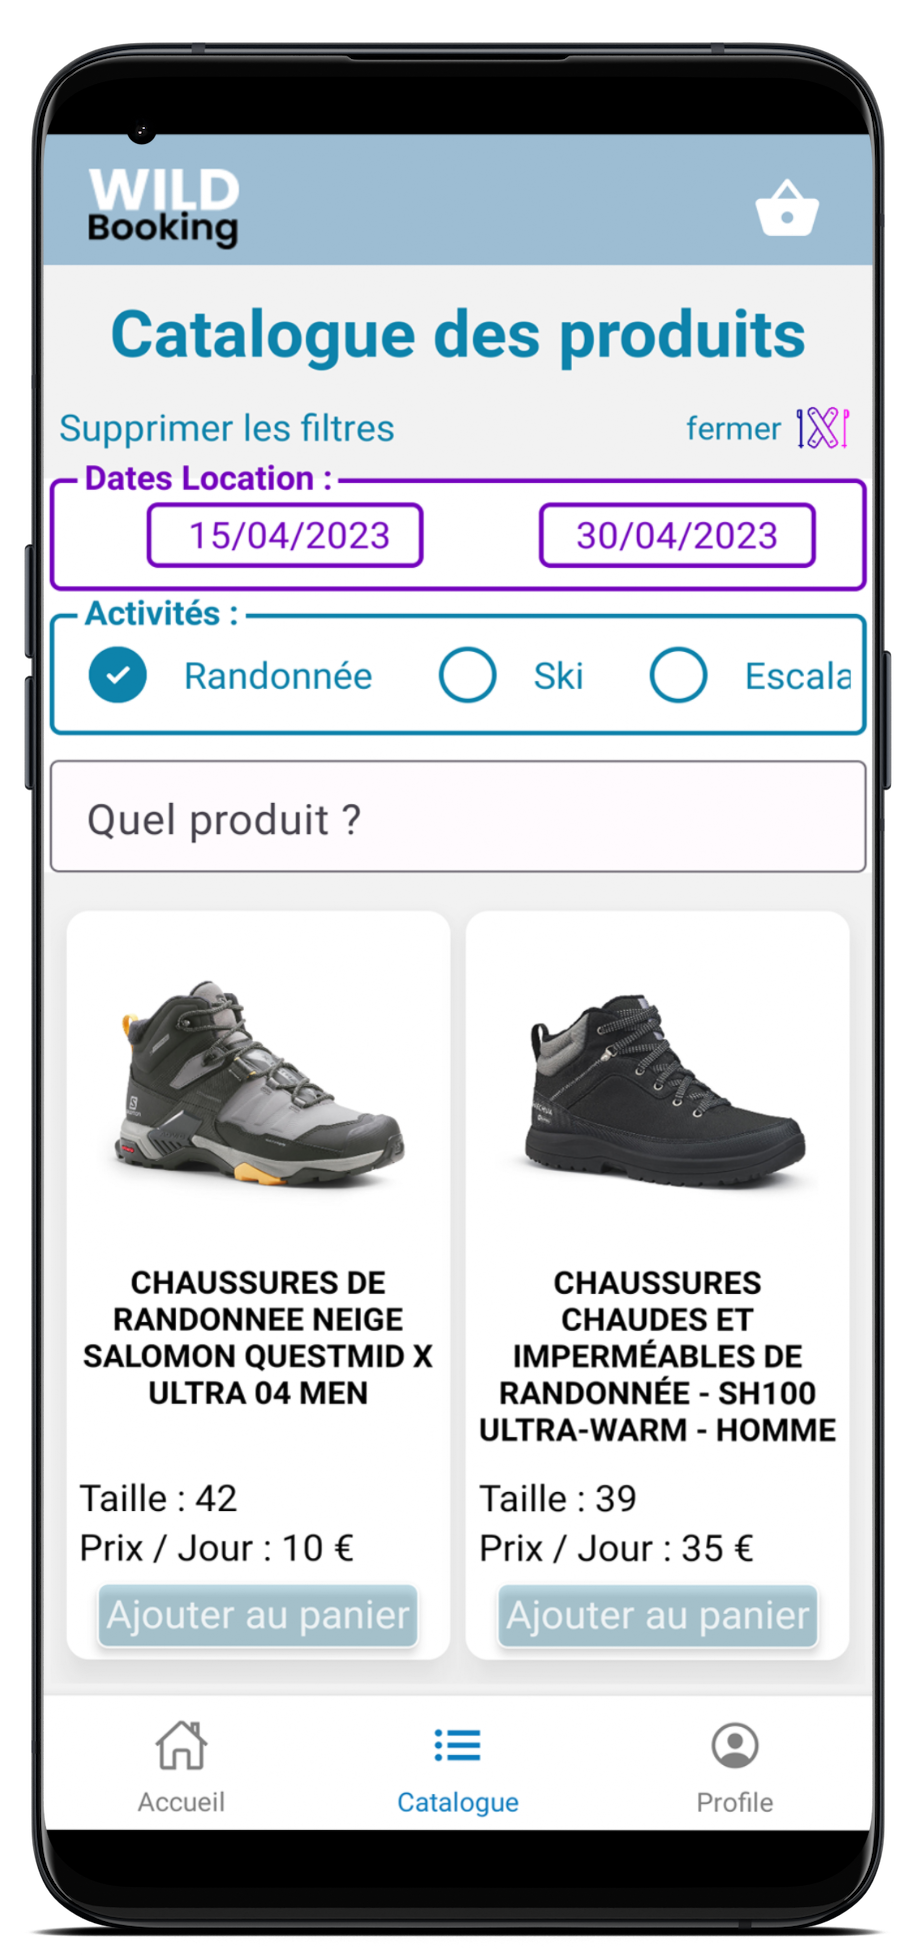 WILD
Booking
Catalogue des produits
Supprimer les filtres
fermer
Dates Location :
15/04/2023
30/04/2023
Activités :
Randonnée
Ski
Escala
Quel produit ?
CHAUSSURES DE
RANDONNEE NEIGE
SALOMON QUESTMID X
ULTRA 04 MEN
Taille : 42
Prix / Jour : 10 €
Ajouter au panier
CHAUSSURES
CHAUDES ET
IMPERMÉABLES DE
RANDONNÉE - SH100
ULTRA-WARM - HOMME
Taille : 39
Prix / Jour : 35 €
Ajouter au panier
Accueil
Catalogue
Profile